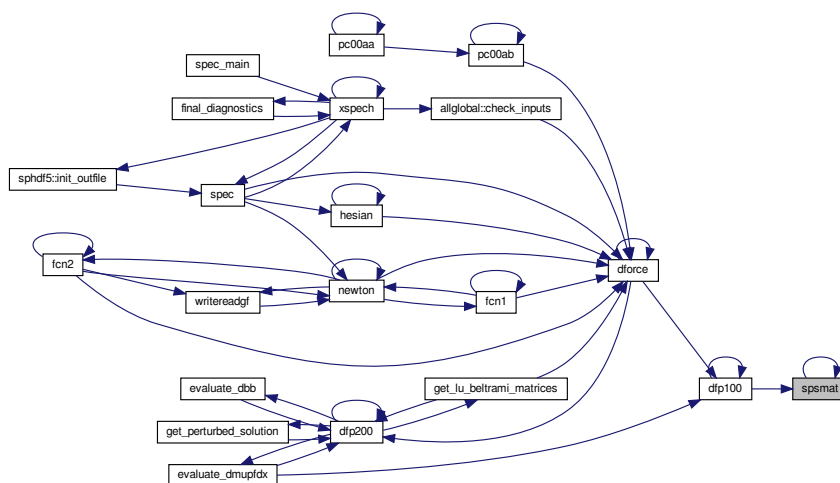 pc00aa
pc00ab
spec_main
final_diagnostics
xspech
allglobal::check_inputs
sphdf5::init_outfile
spec
hesian
fcn2
dforce
newton
writereadgf
fcn1
evaluate_dbb
get_lu_beltrami_matrices
dfp100
spsmat
get_perturbed_solution
dfp200
evaluate_dmupfdx